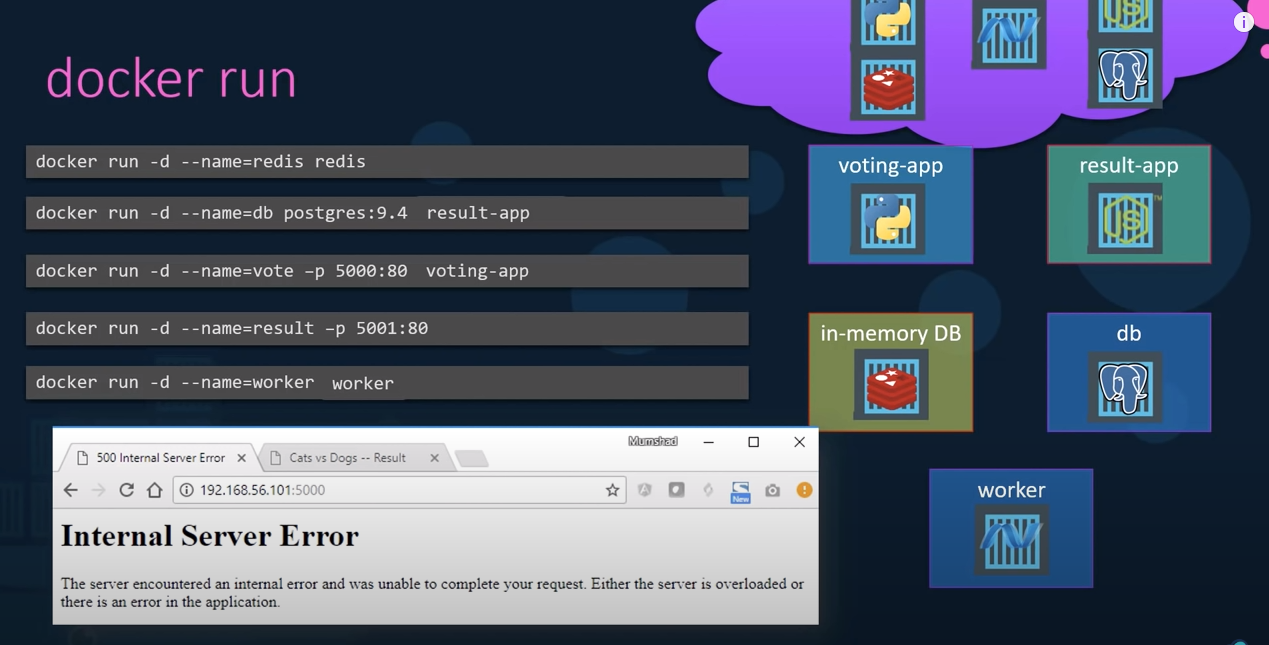 docker run
docker run -d --name=redis redis
docker run -d --name=db postgres:9.4 result-app
docker run -d --name=vote –p 5000:80 voting-app
docker run -d --name=result –p 5001:80
docker run -d --name=worker worker
voting-app
result-app
JS
TM
in-memory DB
db
worker
Mumshad
500 Internal Server Error
Cats vs Dogs -- Result
192.168.56.101:5000
New
Internal Server Error
The server encountered an internal error and was unable to complete your request. Either the server is overloaded or
there is an error in the application.